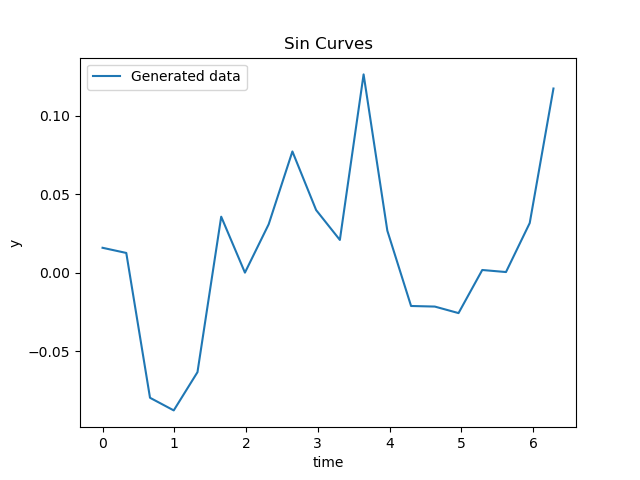 Sin Curves
Generated data
0.10
0.05
0.00
−0.05
y
0 1 2 3 4 5 6
time